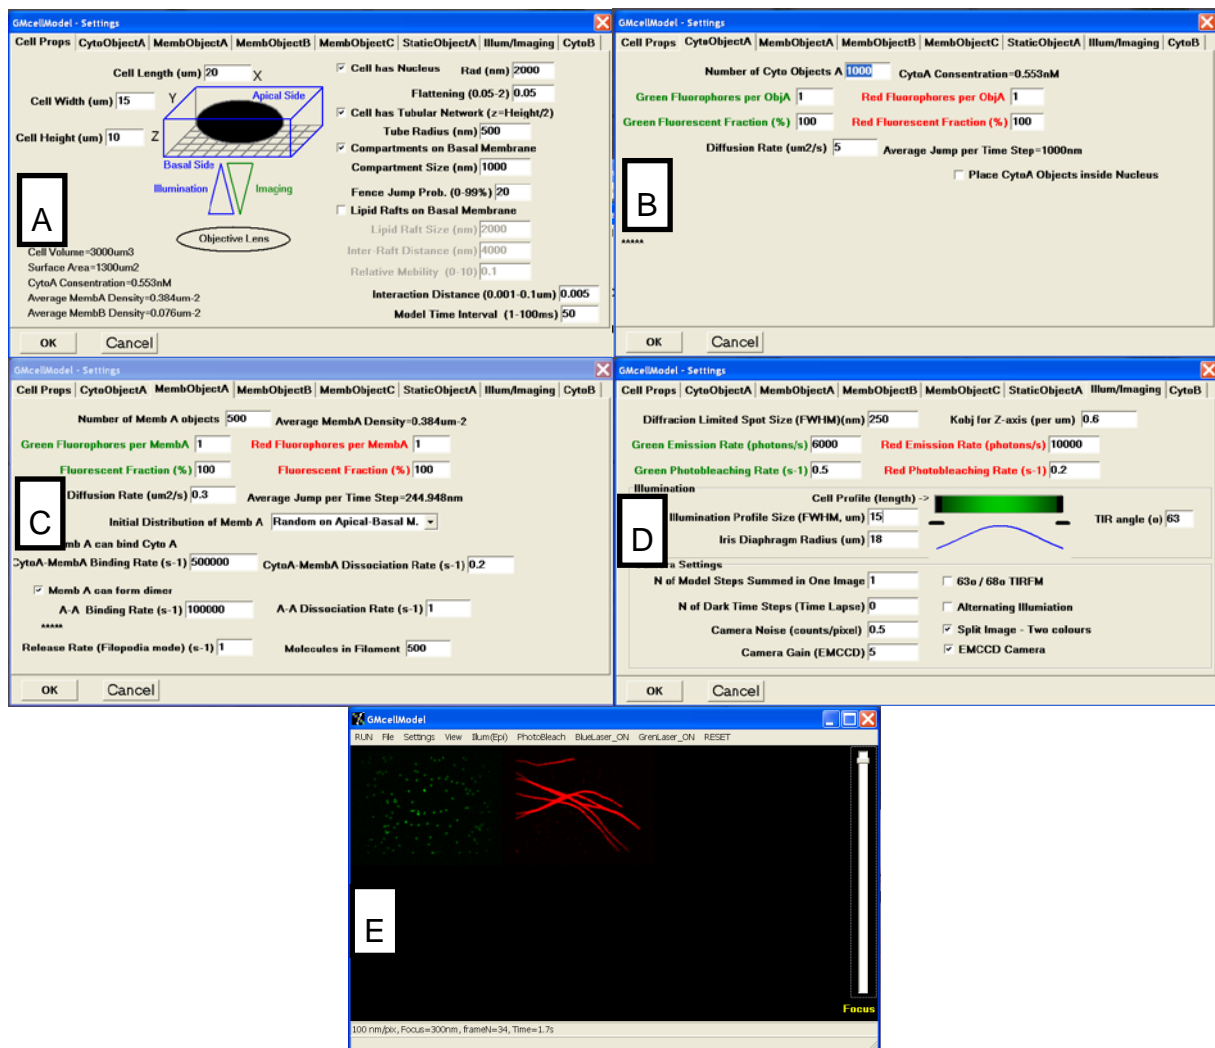 GMcellModel - Settings
Cell Props CytoObjectA MembObjectA MembObjectB MembObjectC StaticObjectA Illum/Imaging CytoB
Cell Length (um) 20 X
Cell Width (um) 15 Y Apical Side
Cell Height (um) 10 Z
Basal Side
Illumination Imaging
Objective Lens
A
Cell Volume=3000um3
Surface Area=1300um2
CytoA Consentration=0.553nM
Average MembA Density=0.384um-2
Average MembB Density=0.076um-2
Cell has Nucleus Rad (nm) 2000
Flattening (0.05-2) 0.05
Cell has Tubular Network (z=Height/2)
Tube Radius (nm) 500
Compartments on Basal Membrane
Compartment Size (nm) 1000
Fence Jump Prob. (0-99%) 20
Lipid Rafts on Basal Membrane
Lipid Raft Size (nm) 2000
Inter-Raft Distance (nm) 4000
Relative Mobility (0-10) 0.1
Interaction Distance (0.001-0.1um) 0.005
Model Time Interval (1-100ms) 50
OK Cancel
GMcellModel - Settings
Cell Props CytoObjectA MembObjectA MembObjectB MembObjectC StaticObjectA Illum/Imaging CytoB
Number of Cyto Objects A 1000 CytoA Consentration=0.553nM
Green Fluorophores per ObjA 1 Red Fluorophores per ObjA 1
Green Fluorescent Fraction (%) 100 Red Fluorescent Fraction (%) 100
Diffusion Rate (um2/s) 5 Average Jump per Time Step=1000nm
Place CytoA Objects inside Nucleus
B
*****
OK Cancel
GMcellModel - Settings
Cell Props CytoObjectA MembObjectA MembObjectB MembObjectC StaticObjectA Illum/Imaging CytoB
Number of Memb A objects 500 Average MembA Density=0.384um-2
Green Fluorophores per MembA 1 Red Fluorophores per MembA 1
Fluorescent Fraction (%) 100 Fluorescent Fraction (%) 100
Diffusion Rate (um2/s) 0.3 Average Jump per Time Step=244.948nm
C
Initial Distribution of Memb A Random on Apical-Basal M.
mb A can bind Cyto A
CytoA-MembA Binding Rate (s-1) 500000 CytoA-MembA Dissociation Rate (s-1) 0.2
Memb A can form dimer
A-A Binding Rate (s-1) 100000 A-A Dissociation Rate (s-1) 1
*****
Release Rate (Filopodia mode) (s-1) 1 Molecules in Filament 500
OK Cancel
GMcellModel - Settings
Cell Props CytoObjectA MembObjectA MembObjectB MembObjectC StaticObjectA Illum/Imaging CytoB
Diffracion Limited Spot Size (FWHM)(nm) 250 Kobj for Z-axis (per um) 0.6
Green Emission Rate (photons/s) 6000 Red Emission Rate (photons/s) 10000
Green Photobleaching Rate (s-1) 0.5 Red Photobleaching Rate (s-1) 0.2
Illumination
Cell Profile (length) ->
Illumination Profile Size (FWHM, um) 15 TIR angle (o) 63
Iris Diaphragm Radius (um) 18
D
ra Settings
N of Model Steps Summed in One Image 1 63o / 68o TIRFM
N of Dark Time Steps (Time Lapse) 0 Alternating Illumiation
Camera Noise (counts/pixel) 0.5 Split Image - Two colours
Camera Gain (EMCCD) 5 EMCCD Camera
OK Cancel
GMcellModel
RUN File Settings View Illum(Epi) PhotoBleach BlueLaser_ON GrenLaser_ON RESET
E
Focus
100 nm/pix, Focus=300nm, frameN=34, Time=1.7s